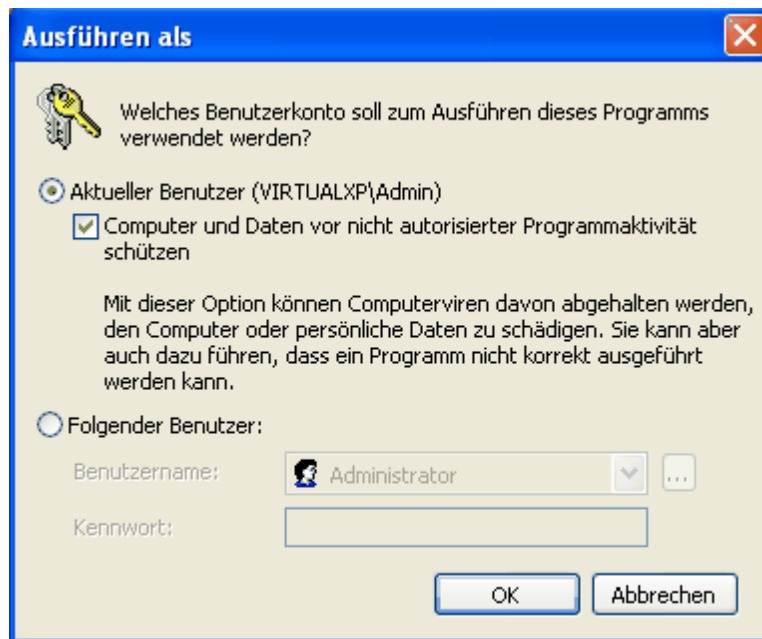 Ausführen als
Welches Benutzerkonto soll zum Ausführen dieses Programms
verwendet werden?
Aktueller Benutzer (VIRTUALXP\Admin)
Computer und Daten vor nicht autorisierter Programmaktivität
schützen
Mit dieser Option können Computerviren davon abgehalten werden,
den Computer oder persönliche Daten zu schädigen. Sie kann aber
auch dazu führen, dass ein Programm nicht korrekt ausgeführt
werden kann.
Folgender Benutzer:
Benutzername:
Administrator
...
Kennwort:
OK
Abbrechen